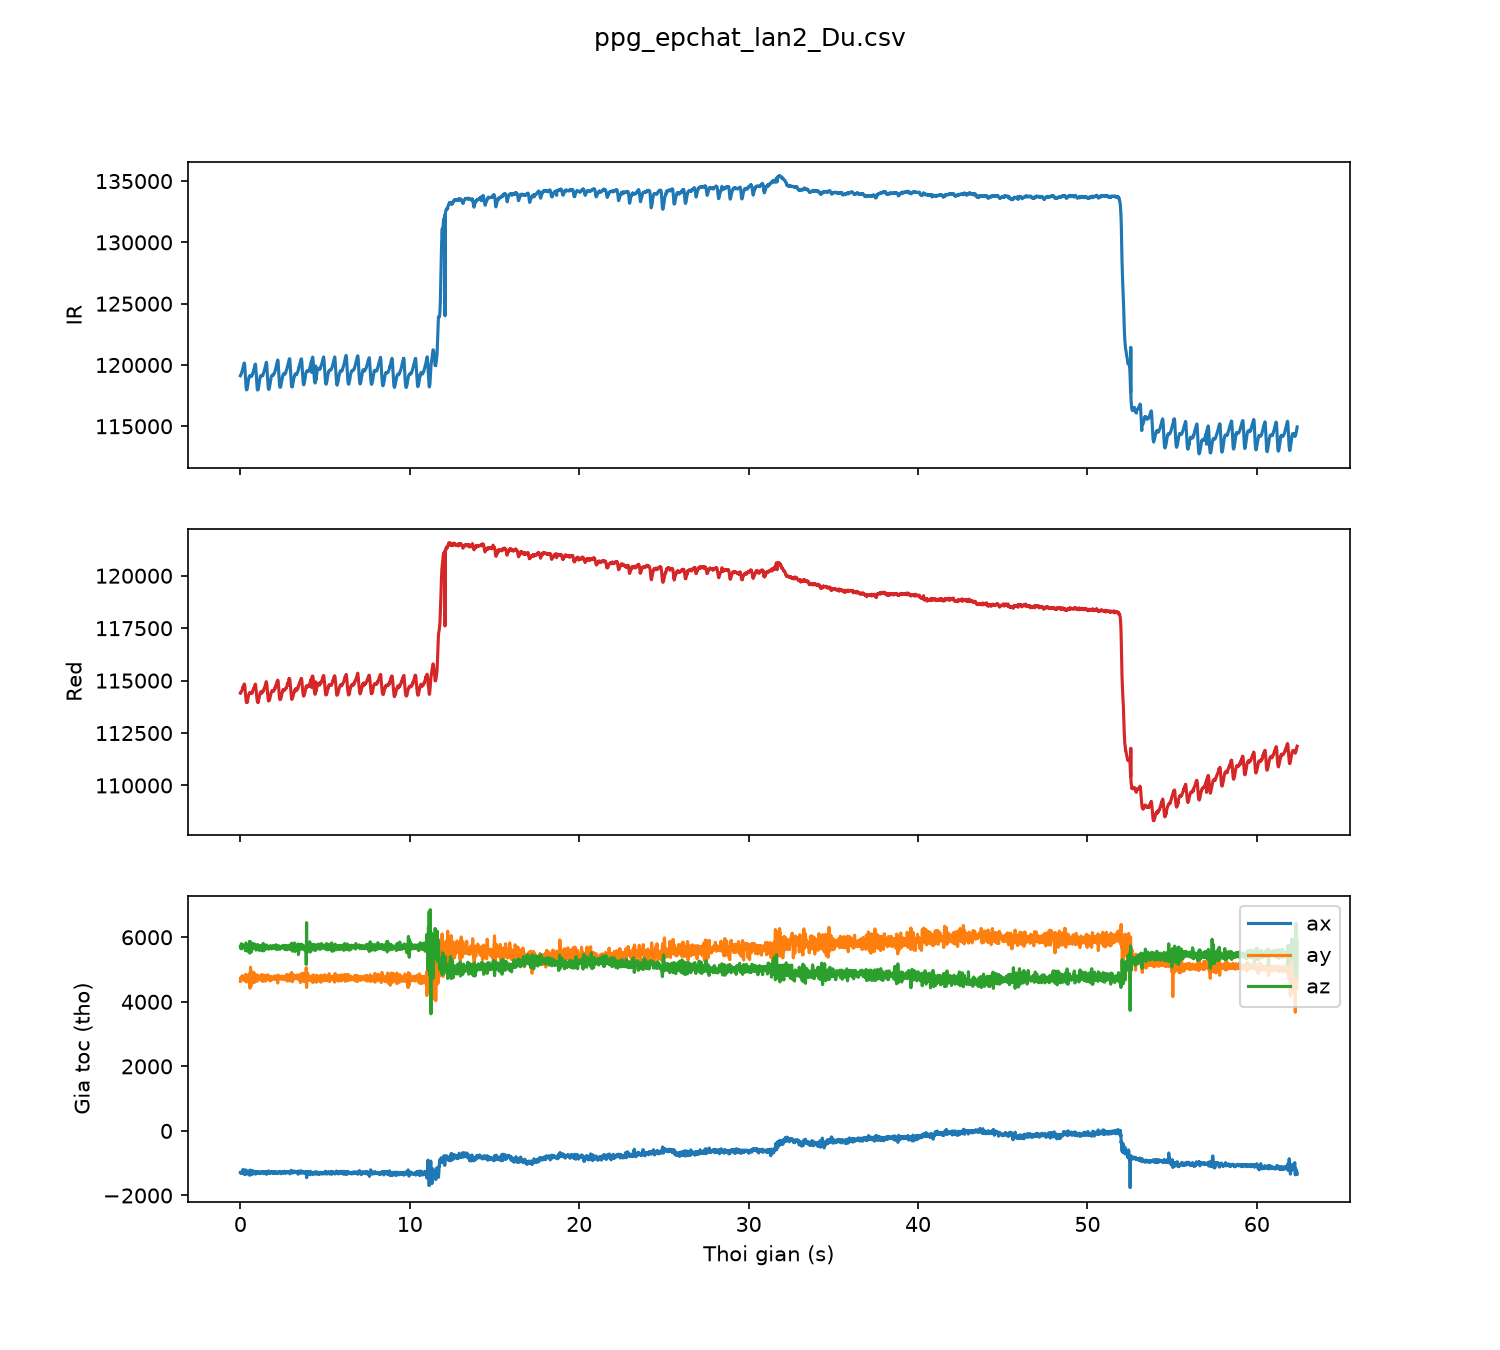 ppg_epchat_lan2_Du.csv
135000
130000
125000
120000
115000
IR
120000
117500
115000
112500
110000
Red
6000
4000
2000
0
−2000
Gia toc (tho)
ax
ay
az
0 10 20 30 40 50 60
Thoi gian (s)